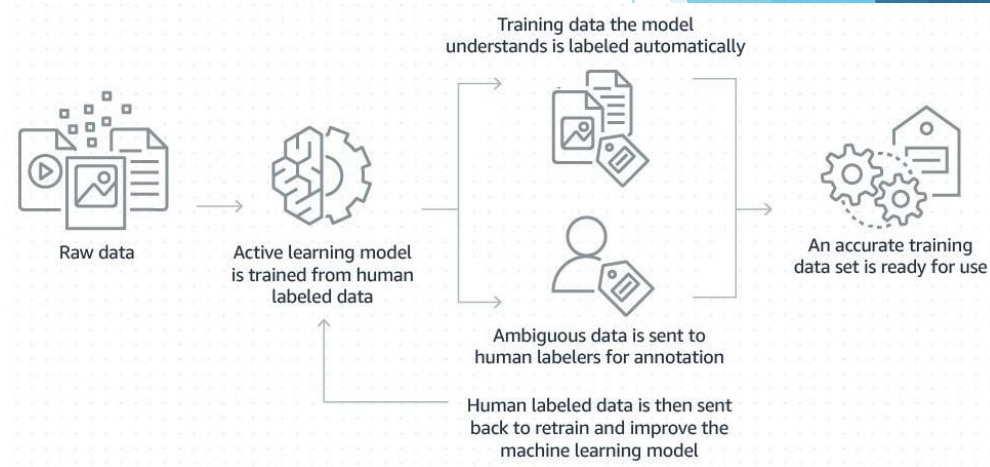 Training data the model
understands is labeled automatically
Raw data
Active learning model
is trained from human
labeled data
Ambiguous data is sent to
human labelers for annotation
An accurate training
data set is ready for use
Human labeled data is then sent
back to retrain and improve the
machine learning model